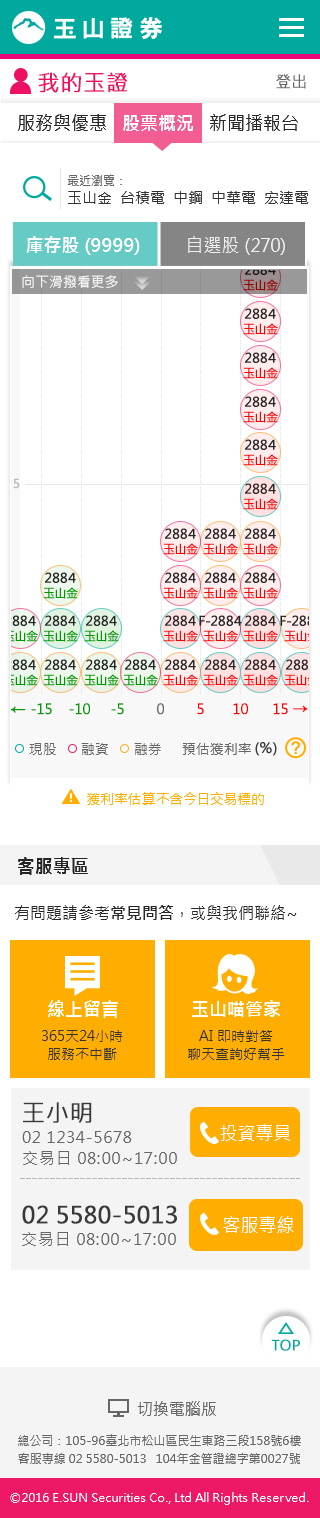 玉山證券
我的玉證 登出
服務與優惠 股票概況 新聞播報台
最近瀏覽：
玉山金 台積電 中鋼 中華電 宏達電
庫存股 (9999) 自選股 (270)
向下滑撥看更多
2884
玉山金
2884
玉山金
2884
玉山金
2884
玉山金
2884
玉山金
5
2884
玉山金
2884 2884 2884
玉山金 玉山金 玉山金
2884 2884 2884 2884
玉山金 玉山金 玉山金 玉山金
884 2884 2884 2884 F-2884 2884 F-288
玉山金 玉山金 玉山金 玉山金 玉山金 玉山金 玉山
884 2884 2884 2884 2884 2884 2884 288
玉山金 玉山金 玉山金 玉山金 玉山金 玉山金 玉山金 玉山
← -15 -10 -5 0 5 10 15 →
現股 融資 融券 預估獲利率 (%) ?
獲利率估算不含今日交易標的
客服專區
有問題請參考常見問答，或與我們聯絡~
線上留言 玉山喵管家
365天24小時 AI 即時對答
服務不中斷 聊天查詢好幫手
王小明
02 1234-5678
交易日 08:00~17:00
投資專員
02 5580-5013
交易日 08:00~17:00
客服專線
TOP
切換電腦版
總公司：105-96臺北市松山區民生東路三段158號6樓
客服專線 02 5580-5013 104年金管證總字第0027號
©2016 E.SUN Securities Co., Ltd All Rights Reserved.